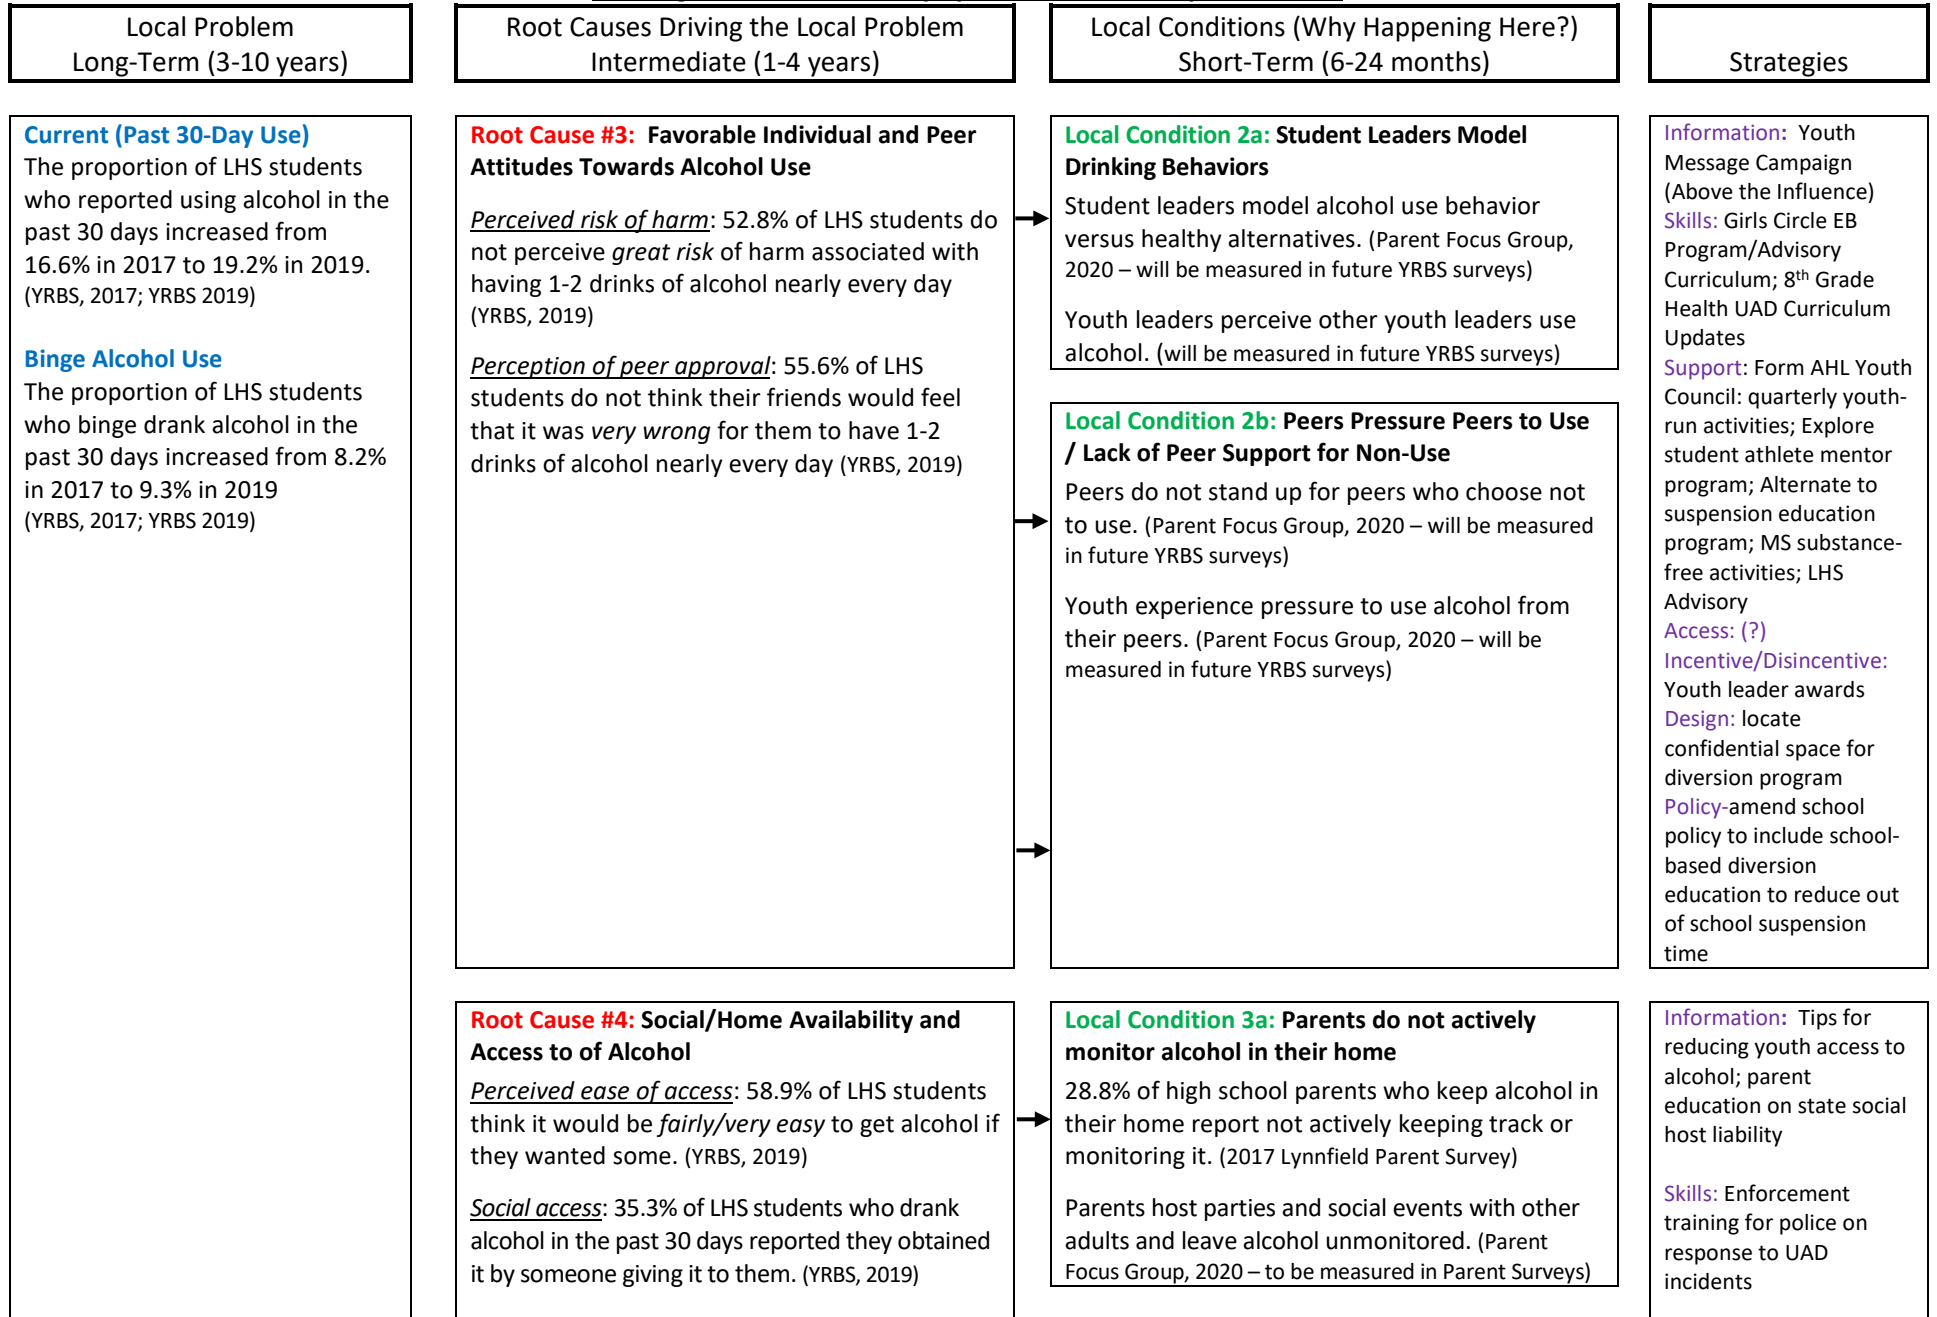 Local Problem
Long-Term (3-10 years)
Root Causes Driving the Local Problem
Intermediate (1-4 years)
Local Conditions (Why Happening Here?)
Short-Term (6-24 months)
Strategies
Current (Past 30-Day Use)
The proportion of LHS students
who reported using alcohol in the
past 30 days increased from
16.6% in 2017 to 19.2% in 2019.
(YRBS, 2017; YRBS 2019)
Binge Alcohol Use
The proportion of LHS students
who binge drank alcohol in the
past 30 days increased from 8.2%
in 2017 to 9.3% in 2019
(YRBS, 2017; YRBS 2019)
Root Cause #3: Favorable Individual and Peer
Attitudes Towards Alcohol Use
Perceived risk of harm: 52.8% of LHS students do
not perceive great risk of harm associated with
having 1-2 drinks of alcohol nearly every day
(YRBS, 2019)
Perception of peer approval: 55.6% of LHS
students do not think their friends would feel
that it was very wrong for them to have 1-2
drinks of alcohol nearly every day (YRBS, 2019)
Local Condition 2a: Student Leaders Model
Drinking Behaviors
Student leaders model alcohol use behavior
versus healthy alternatives. (Parent Focus Group,
2020 – will be measured in future YRBS surveys)
Youth leaders perceive other youth leaders use
alcohol. (will be measured in future YRBS surveys)
Local Condition 2b: Peers Pressure Peers to Use
/ Lack of Peer Support for Non-Use
Peers do not stand up for peers who choose not
to use. (Parent Focus Group, 2020 – will be measured
in future YRBS surveys)
Youth experience pressure to use alcohol from
their peers. (Parent Focus Group, 2020 – will be
measured in future YRBS surveys)
Information: Youth
Message Campaign
(Above the Influence)
Skills: Girls Circle EB
Program/Advisory
Curriculum; 8th Grade
Health UAD Curriculum
Updates
Support: Form AHL Youth
Council: quarterly youth-
run activities; Explore
student athlete mentor
program; Alternate to
suspension education
program; MS substance-
free activities; LHS
Advisory
Access: (?)
Incentive/Disincentive:
Youth leader awards
Design: locate
confidential space for
diversion program
Policy-amend school
policy to include school-
based diversion
education to reduce out
of school suspension
time
Root Cause #4: Social/Home Availability and
Access to of Alcohol
Perceived ease of access: 58.9% of LHS students
think it would be fairly/very easy to get alcohol if
they wanted some. (YRBS, 2019)
Social access: 35.3% of LHS students who drank
alcohol in the past 30 days reported they obtained
it by someone giving it to them. (YRBS, 2019)
Local Condition 3a: Parents do not actively
monitor alcohol in their home
28.8% of high school parents who keep alcohol in
their home report not actively keeping track or
monitoring it. (2017 Lynnfield Parent Survey)
Parents host parties and social events with other
adults and leave alcohol unmonitored. (Parent
Focus Group, 2020 – to be measured in Parent Surveys)
Information: Tips for
reducing youth access to
alcohol; parent
education on state social
host liability
Skills: Enforcement
training for police on
response to UAD
incidents